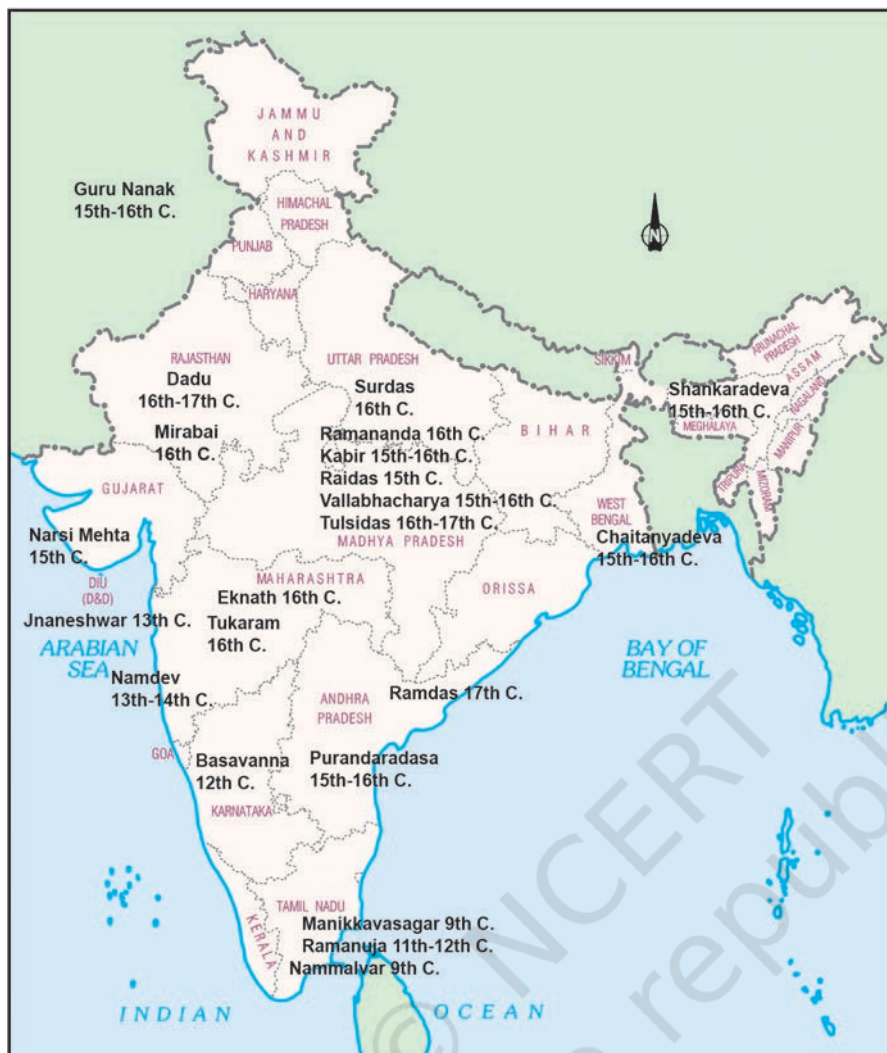 JAMMU
AND
KASHMIR
Guru Nanak
15th-16th C.
HIMACHAL
PRADESH
PUNJAB
N
HARYANA
RAJASTHAN
Dadu
16th-17th C.
Mirabai
16th C.
UTTAR PRADESH
Surdas
16th C.
Ramananda 16th C.
Kabir 15th-16th C.
Raidas 15th C.
Vallabhacharya 15th-16th C.
Tulsidas 16th-17th C.
MADHYA PRADESH
BIHAR
SIKKIM
ARUNACHAL
PRADESH
ASSAM
NAGALAND
Shankaradeva
15th-16th C.
MEGHALAYA
MANIPUR
TRIPURA
MIZORAM
WEST
BENGAL
Chaitanyadeva
15th-16th C.
GUJARAT
Narsi Mehta
15th C.
DIU
(D&D)
Jnaneshwar 13th C.
ARABIAN
SEA
MAHARASHTRA
Eknath 16th C.
Tukaram
16th C.
Namdev
13th-14th C.
ORISSA
BAY OF
BENGAL
ANDHRA
PRADESH
Ramdas 17th C.
GOA
Basavanna
12th C.
Purandaradasa
15th-16th C.
KARNATAKA
TAMIL NADU
Manikkavasagar 9th C.
Ramanuja 11th-12th C.
Nammalvar 9th C.
KERALA
INDIAN OCEAN
© NCERT
republ